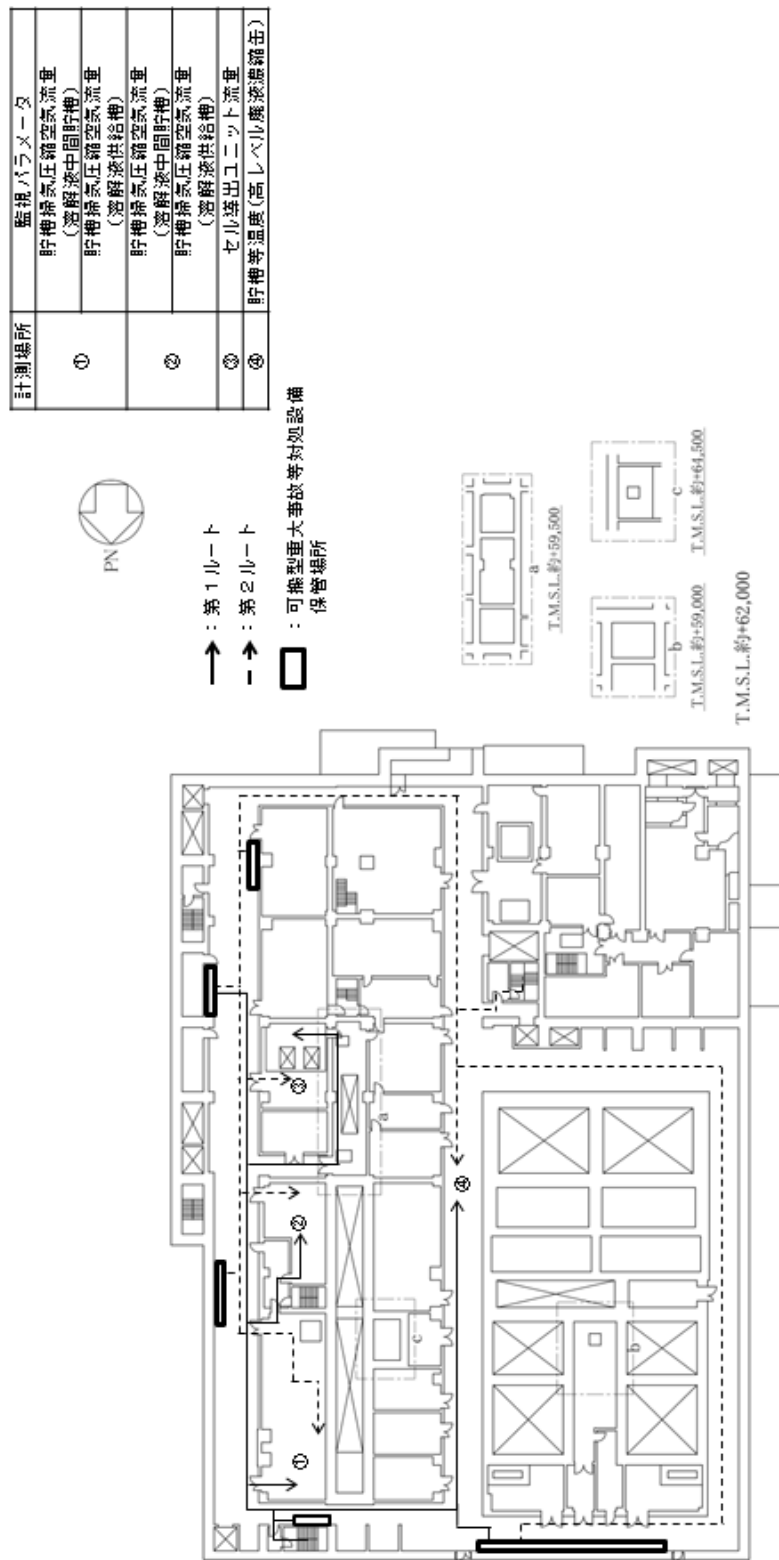 計測場所 監視パラメータ
① 貯槽掃気圧縮空気流量
(溶解液中間貯槽)
貯槽掃気圧縮空気流量
(溶解液供給槽)
② 貯槽掃気圧縮空気流量
(溶解液中間貯槽)
貯槽掃気圧縮空気流量
(溶解液供給槽)
③ セル導出ユニット流量
④ 貯槽等温度(高レベル廃液濃縮缶)
PN
:第1ルート
:第2ルート
:可搬型重大事故等対処設備
保管場所
a
T.M.S.L.約+59,500
b
T.M.S.L.約+59,000
c
T.M.S.L.約+64,500
T.M.S.L.約+62,000
①
②
③
④
a
b
c